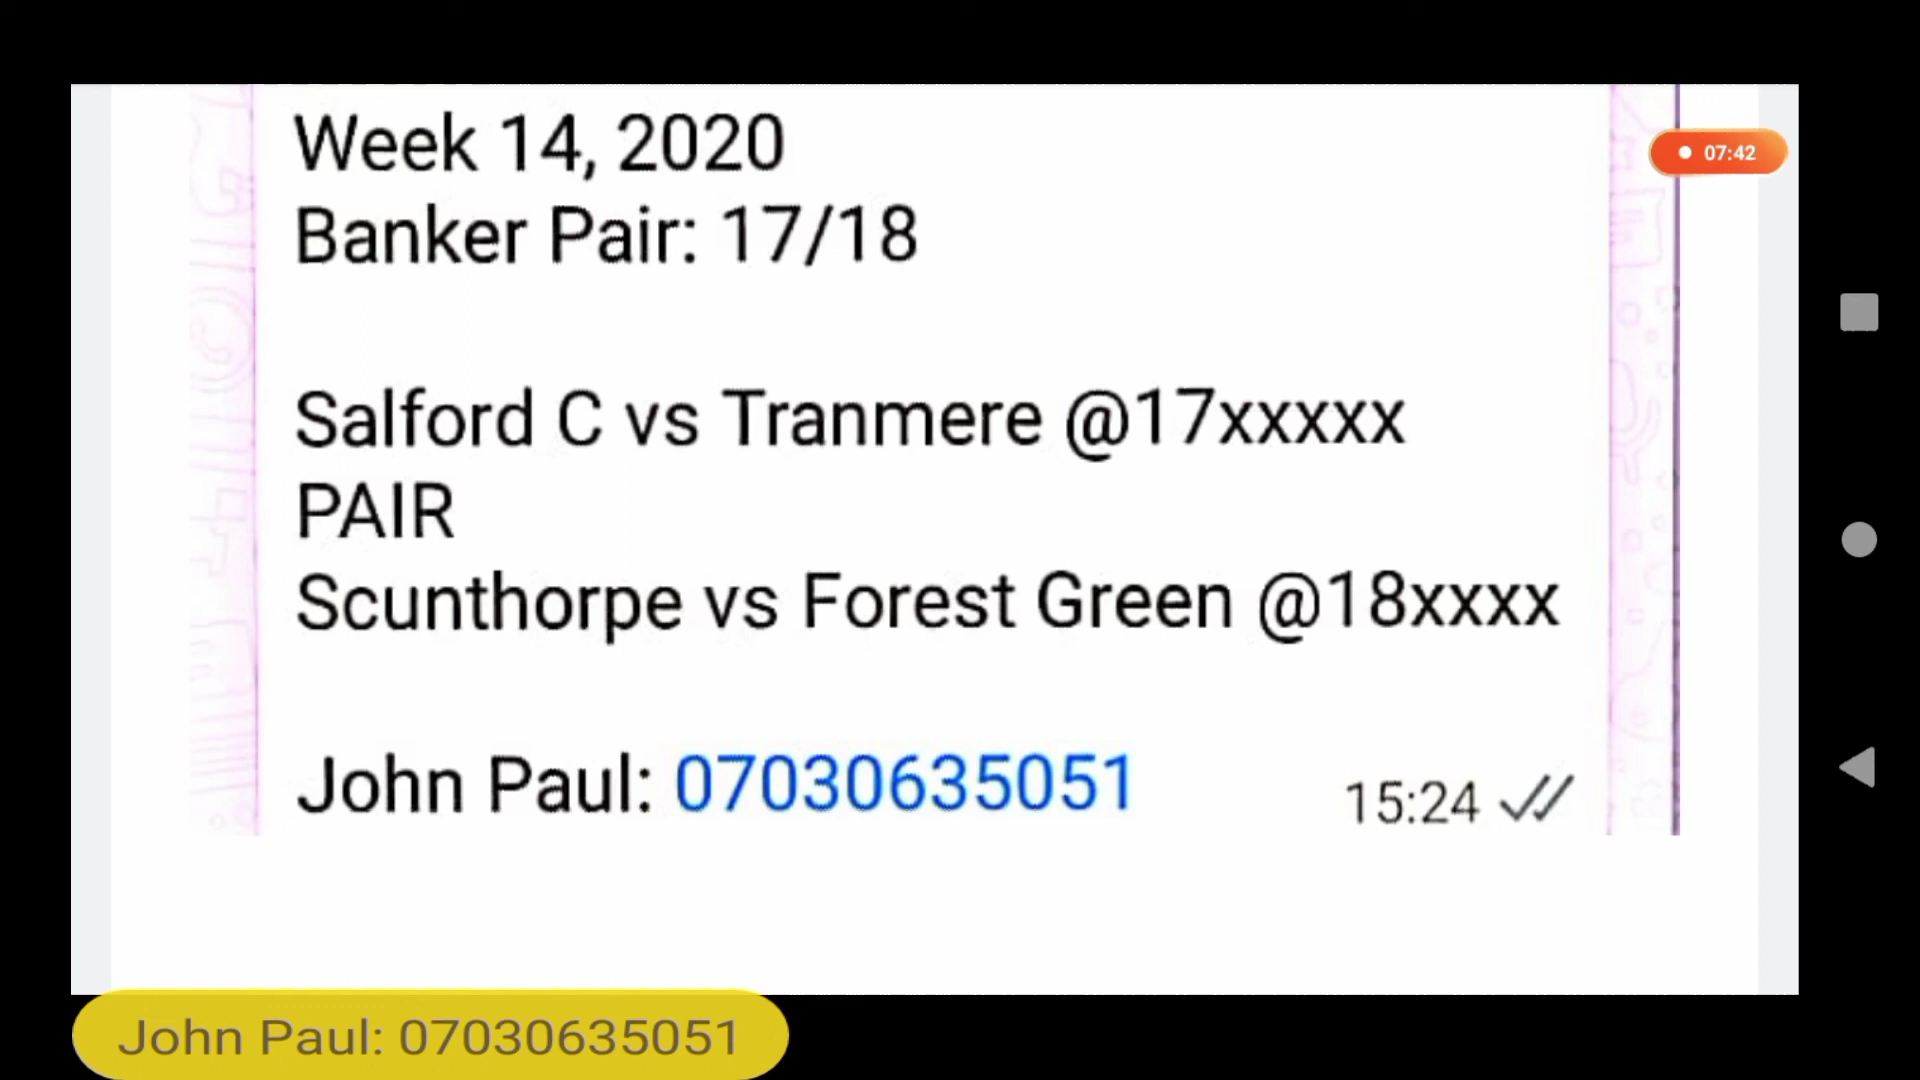 Week 14, 2020
07:42
Banker Pair: 17/18
Salford C vs Tranmere @17xxxxx
PAIR
Scunthorpe vs Forest Green @18xxxx
John Paul: 07030635051
15:24
John Paul: 07030635051